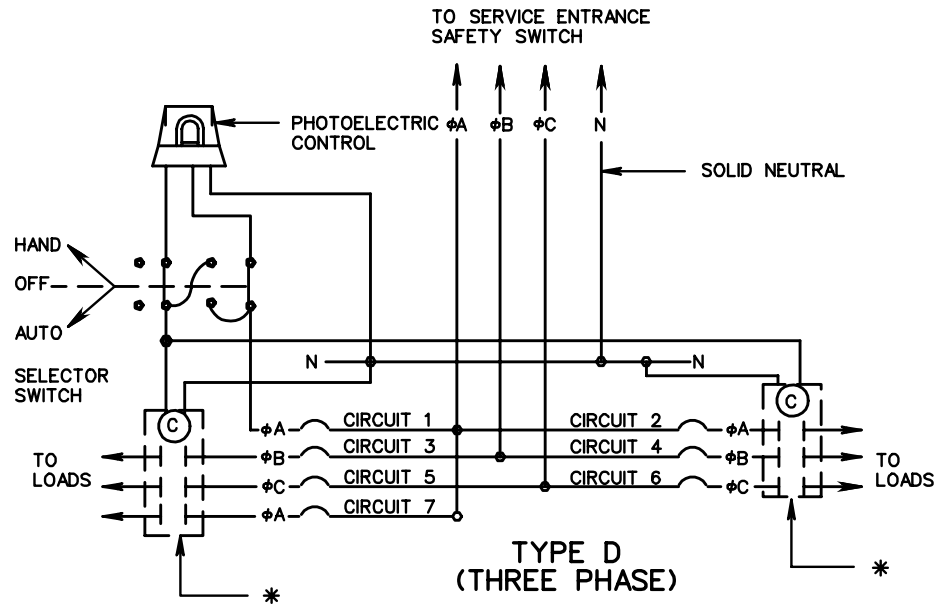 TO SERVICE ENTRANCE
SAFETY SWITCH
PHOTOELECTRIC
CONTROL
ϕA ϕB ϕC N
SOLID NEUTRAL
HAND
OFF
AUTO
N N
SELECTOR
SWITCH
C
C
ϕA CIRCUIT 1 CIRCUIT 2 ϕA
ϕB CIRCUIT 3 CIRCUIT 4 ϕB
TO
LOADS
TO
LOADS
ϕC CIRCUIT 5 CIRCUIT 6 ϕC
ϕA CIRCUIT 7
TYPE D
(THREE PHASE)
*
*